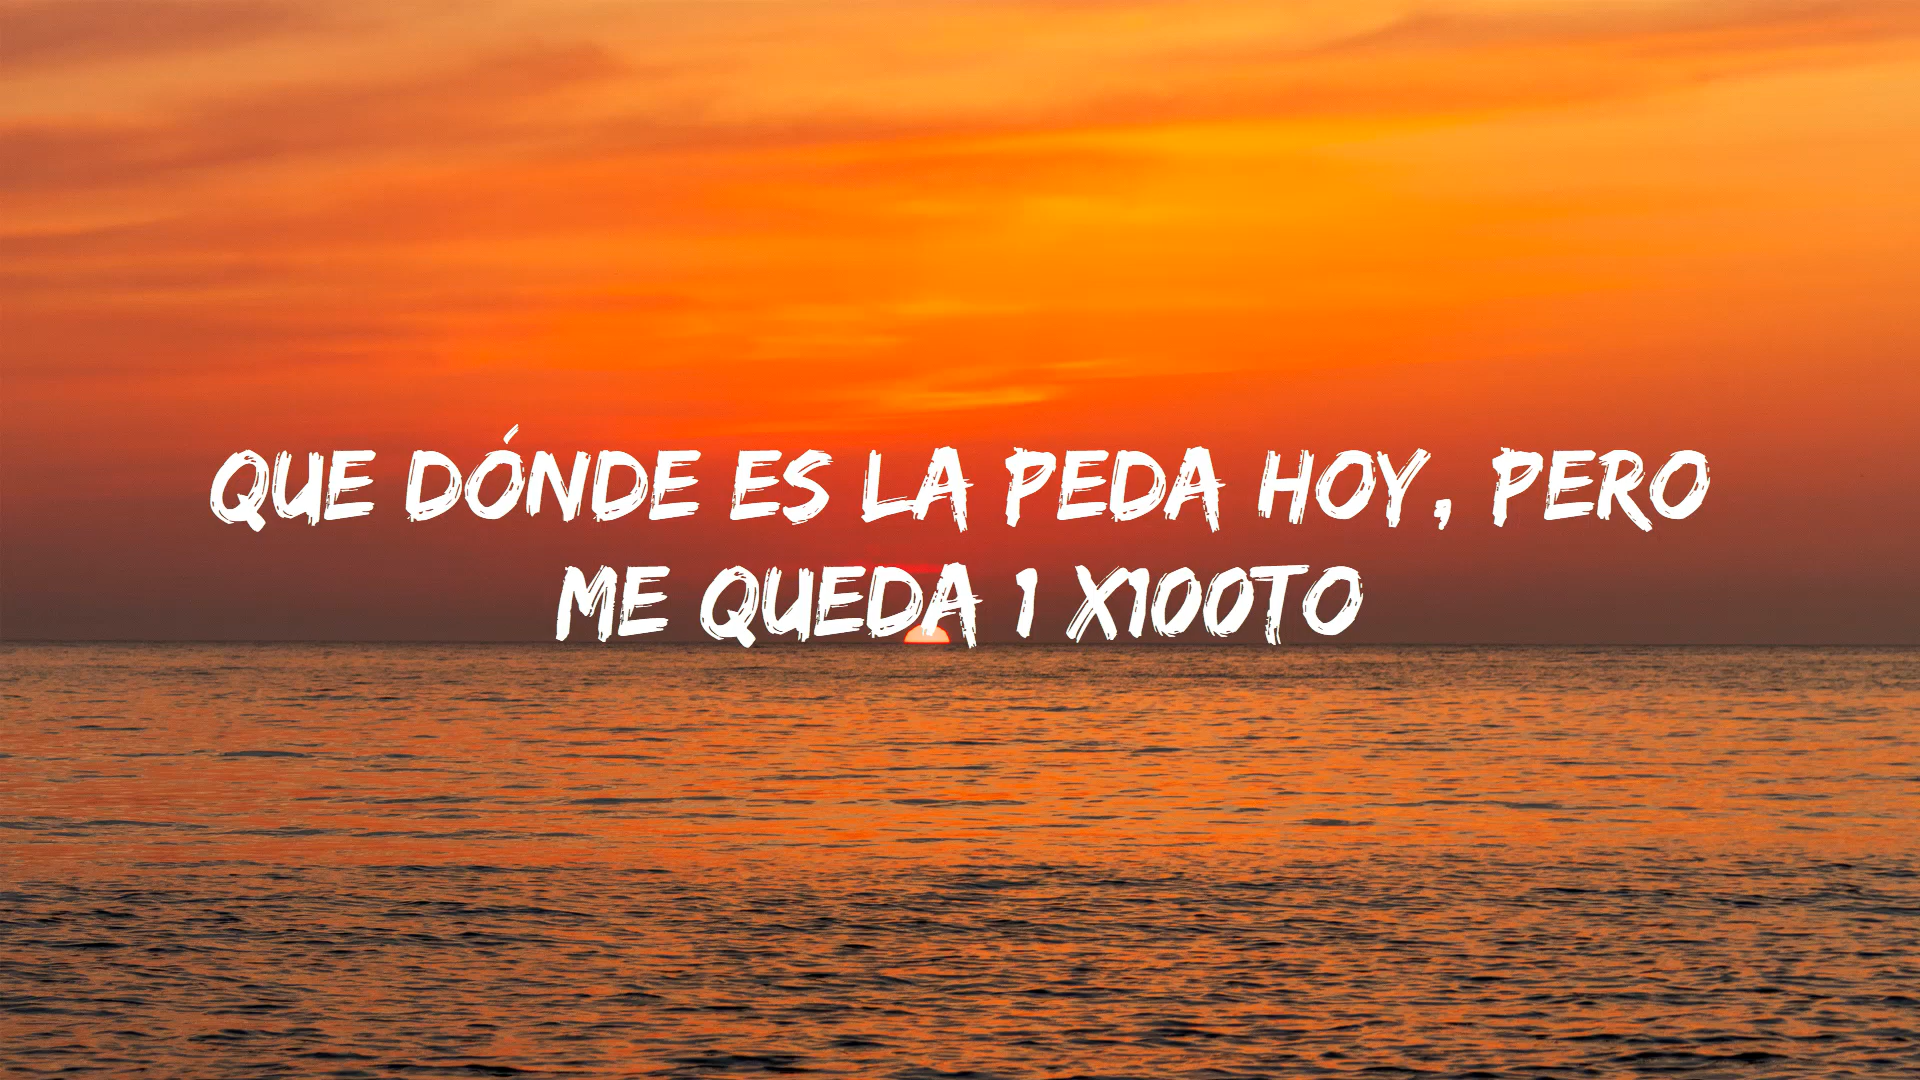 QUE DÓNDE ES LA PEDA HOY, PERO
ME QUEDA 1 X100TO